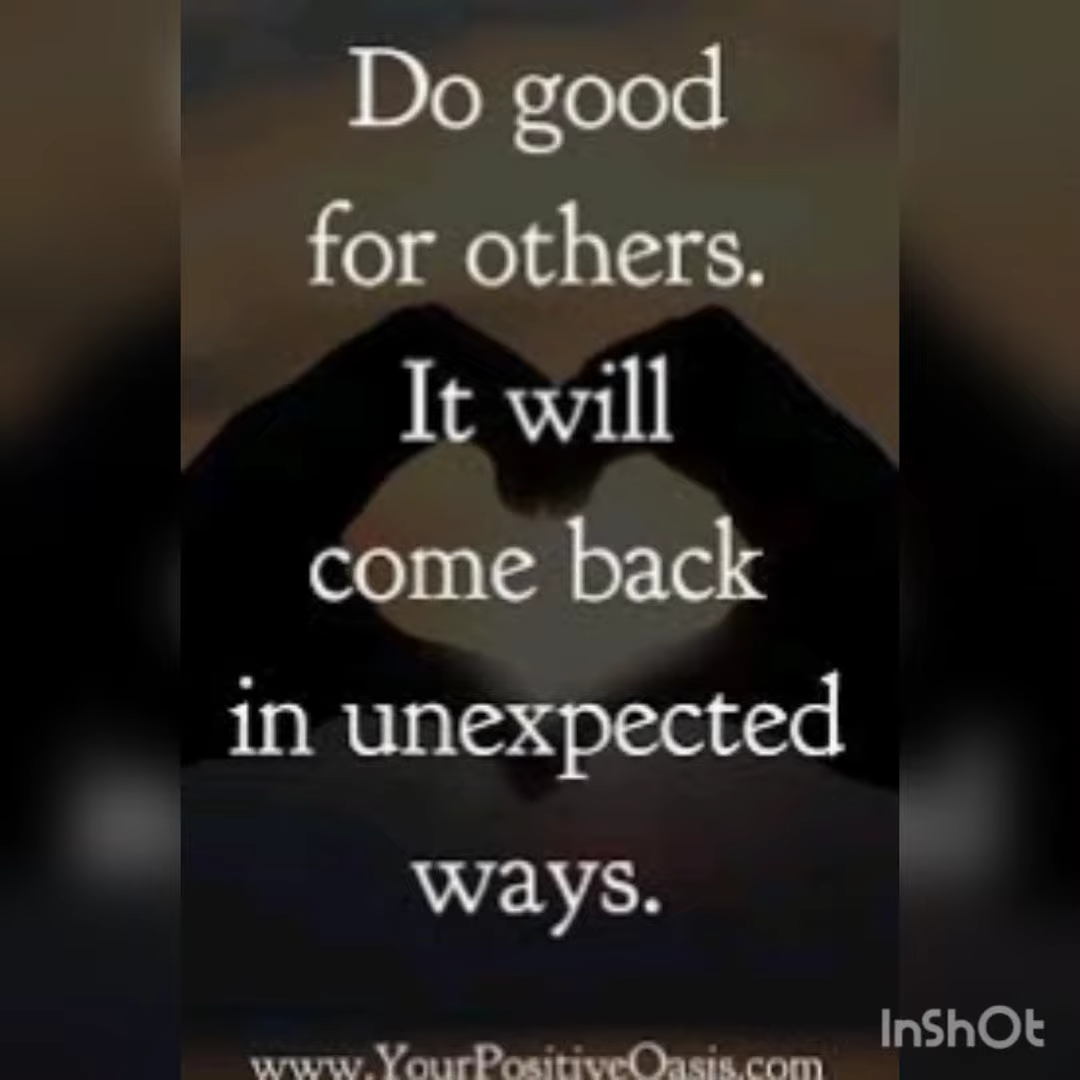 Do good
for others.
It will
come back
in unexpected
ways.
InShOt
www.YourPositiveOasis.com